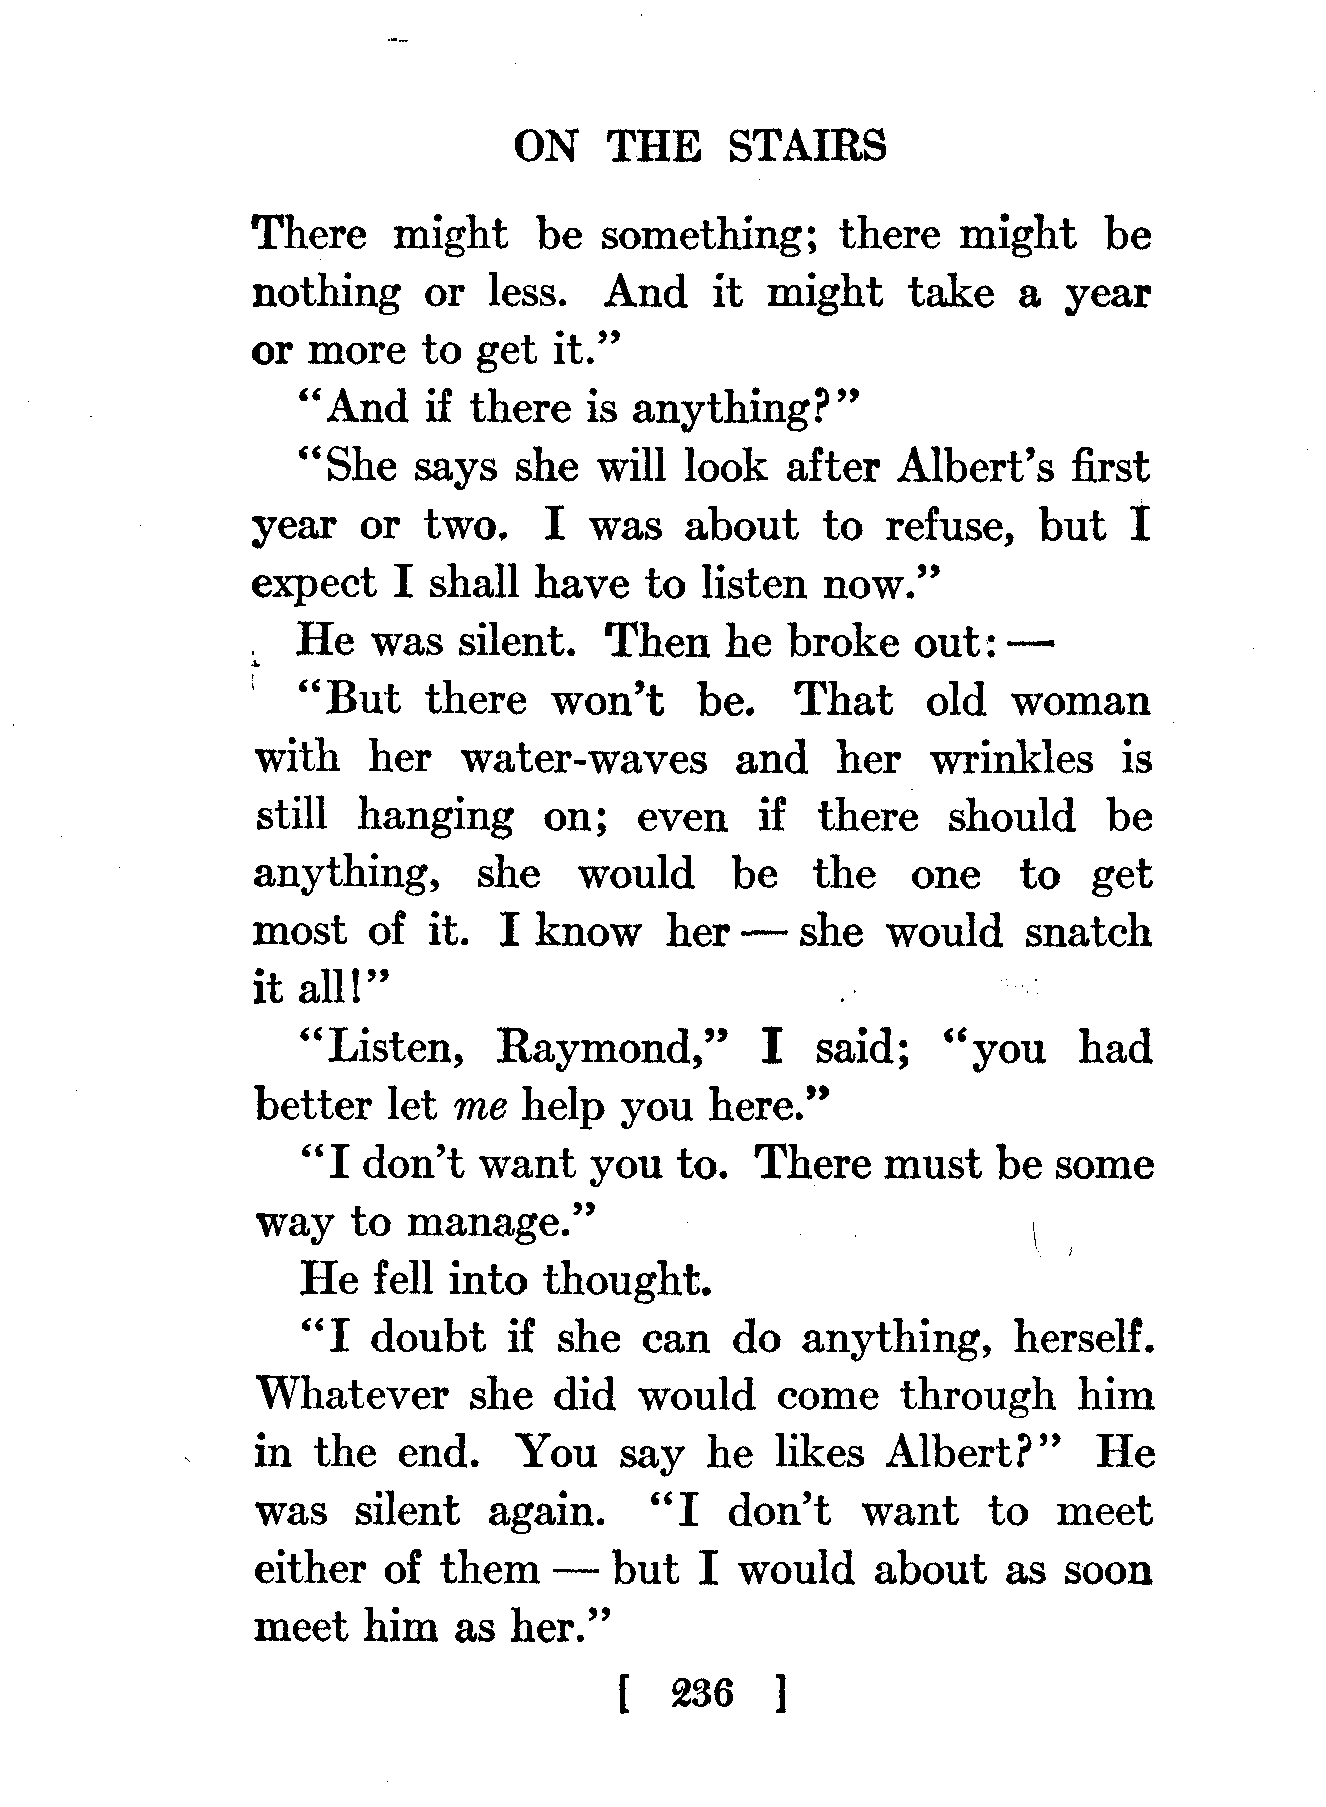 ON THE STAIRS
There might be something; there might be
nothing or less. And it might take a year
or more to get it.”
“And if there is anything?”
“She says she will look after Albert’s first
year or two. I was about to refuse, but I
expect I shall have to listen now.”
He was silent. Then he broke out: —
“But there won’t be. That old woman
with her water-waves and her wrinkles is
still hanging on; even if there should be
anything, she would be the one to get
most of it. I know her — she would snatch
it all!”
“Listen, Raymond,” I said; “you had
better let me help you here.”
“I don’t want you to. There must be some
way to manage.”
He fell into thought.
“I doubt if she can do anything, herself.
Whatever she did would come through him
in the end. You say he likes Albert?” He
was silent again. “I don’t want to meet
either of them — but I would about as soon
meet him as her.”
[ 236 ]